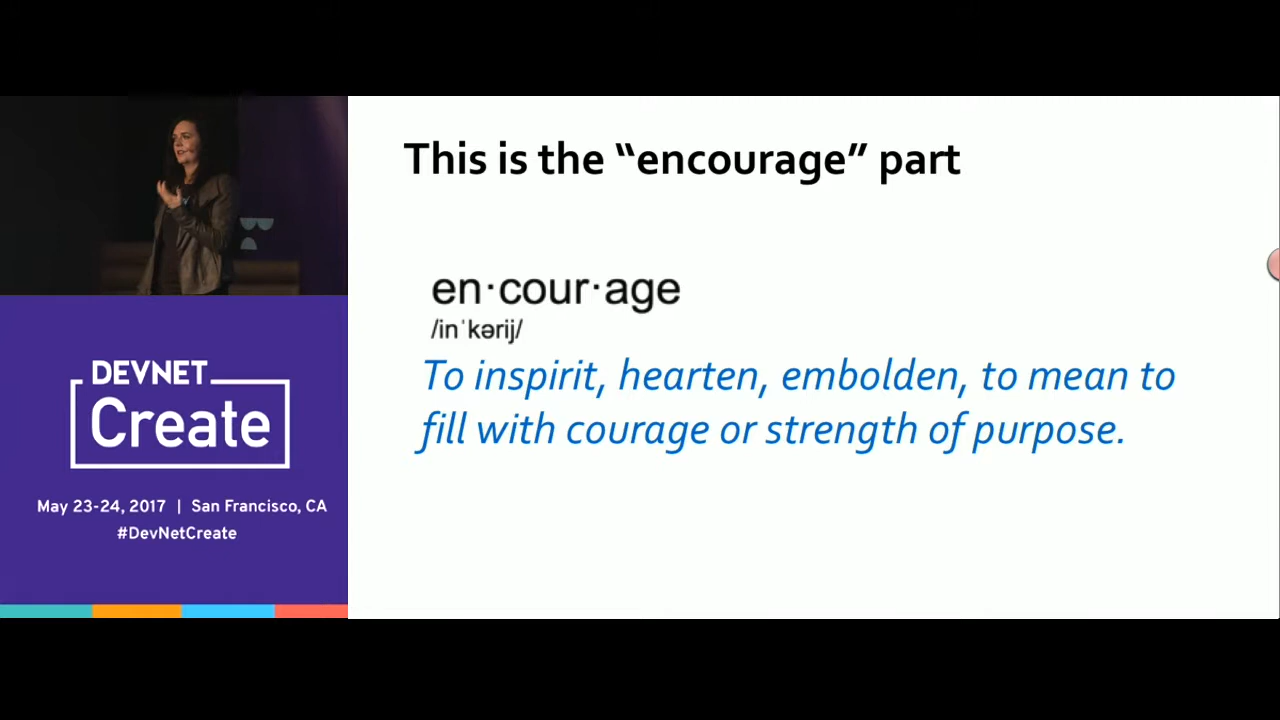 This is the “encourage” part
en·cour·age
/inˈkərij/
To inspirit, hearten, embolden, to mean to
fill with courage or strength of purpose.
DEVNET
Create
May 23-24, 2017 | San Francisco, CA
#DevNetCreate